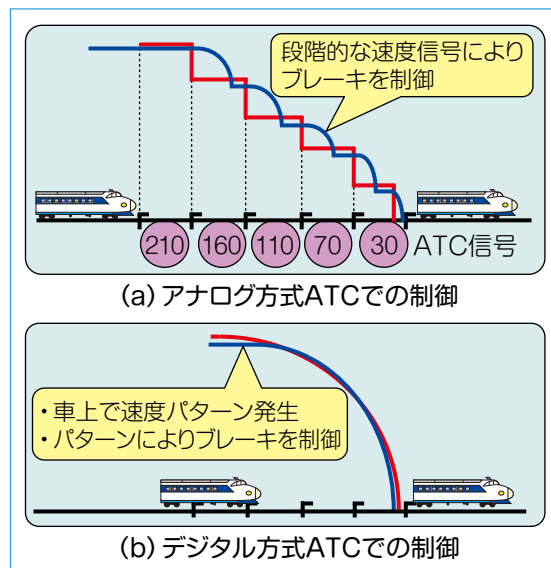 段階的な速度信号により
ブレーキを制御
210 160 110 70 30 ATC信号
(a) アナログ方式ATCでの制御
・車上で速度パターン発生
・パターンによりブレーキを制御
(b) デジタル方式ATCでの制御